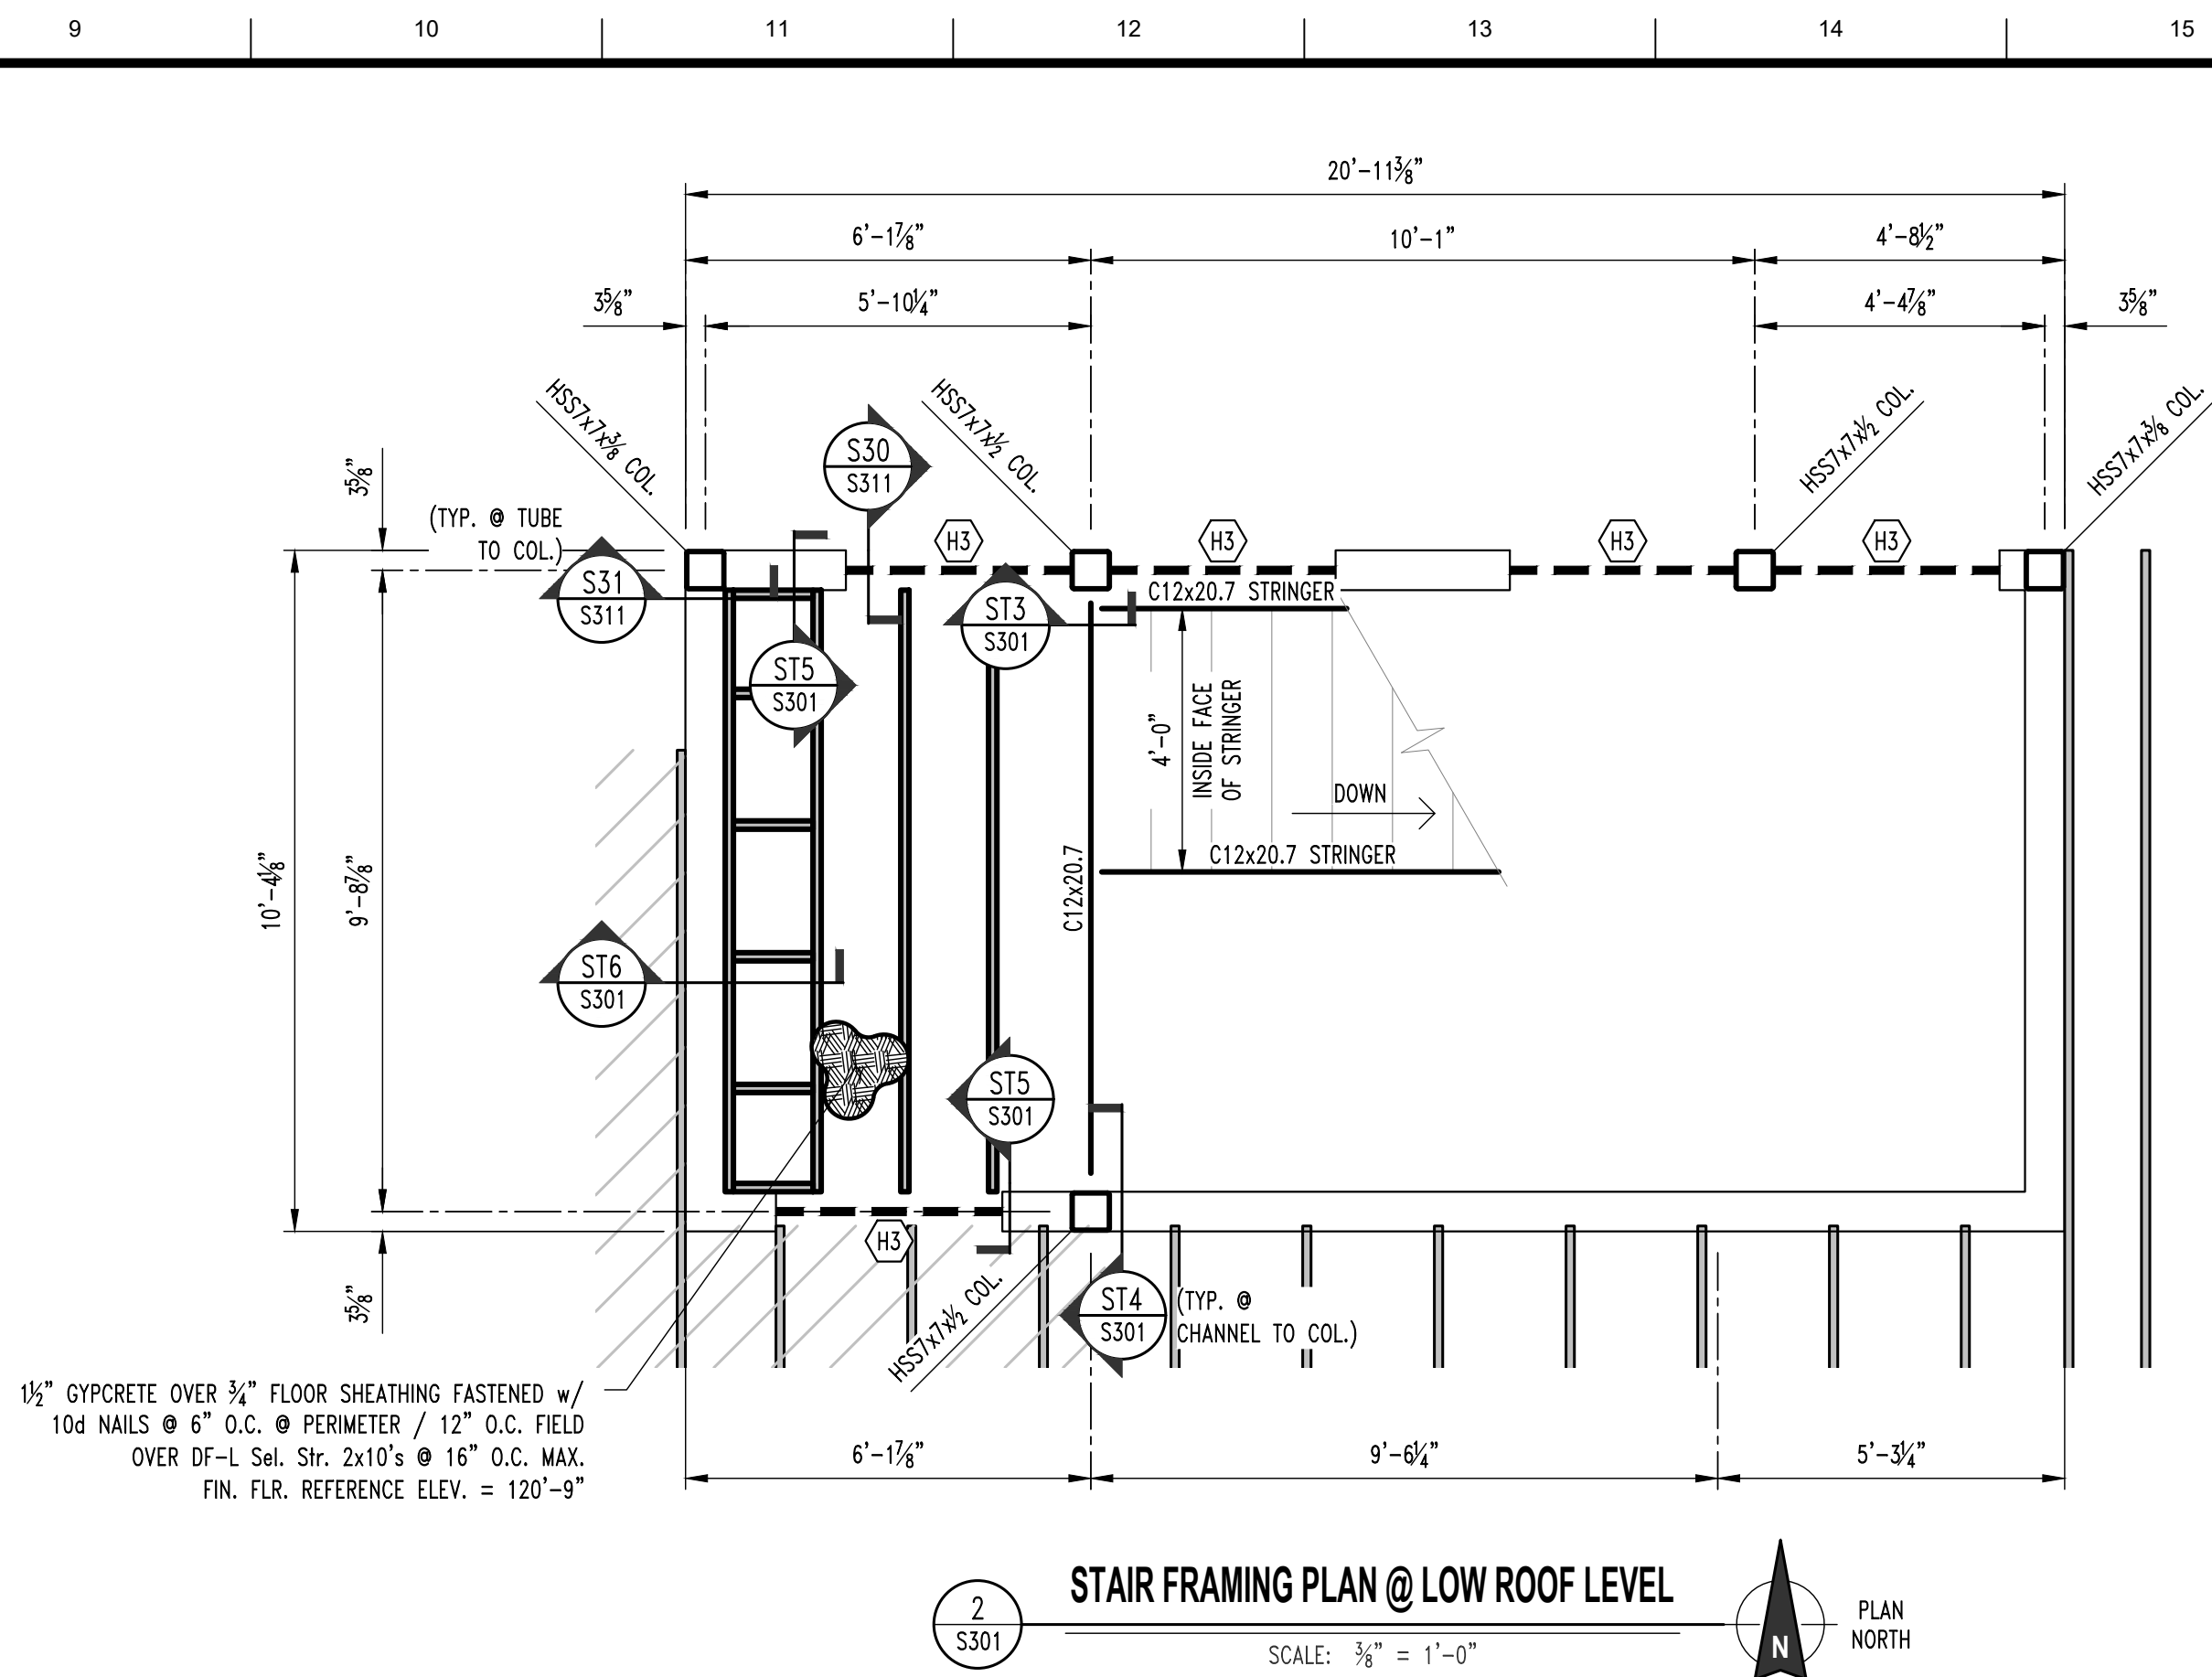 9 10 11 12 13 14 15
20'-11⅜"
6'-1⅞" 10'-1" 4'-8½"
3⅝" 5'-10¼" 4'-4⅞" 3⅝"
HSS7x7x⅜ COL.
HSS7x7x½ COL.
HSS7x7x½ COL.
HSS7x7x⅜ COL.
3⅝"
S30
S311
(TYP. @ TUBE
TO COL.)
H3 H3 H3 H3
S31
S311
C12x20.7 STRINGER
ST3
S301
ST5
S301
4'-0"
INSIDE FACE
OF STRINGER
DOWN
C12x20.7 STRINGER
C12x20.7
10'-4⅛"
9'-8⅞"
ST6
S301
ST5
S301
H3
3⅝"
HSS7x7x½ COL.
ST4
S301
(TYP. @
CHANNEL TO COL.)
1½" GYPCRETE OVER ¾" FLOOR SHEATHING FASTENED w/
10d NAILS @ 6" O.C. @ PERIMETER / 12" O.C. FIELD
OVER DF-L Sel. Str. 2x10's @ 16" O.C. MAX.
FIN. FLR. REFERENCE ELEV. = 120'-9"
6'-1⅞" 9'-6¼" 5'-3¼"
2
S301
STAIR FRAMING PLAN @ LOW ROOF LEVEL
SCALE: ⅜" = 1'-0"
N
PLAN
NORTH